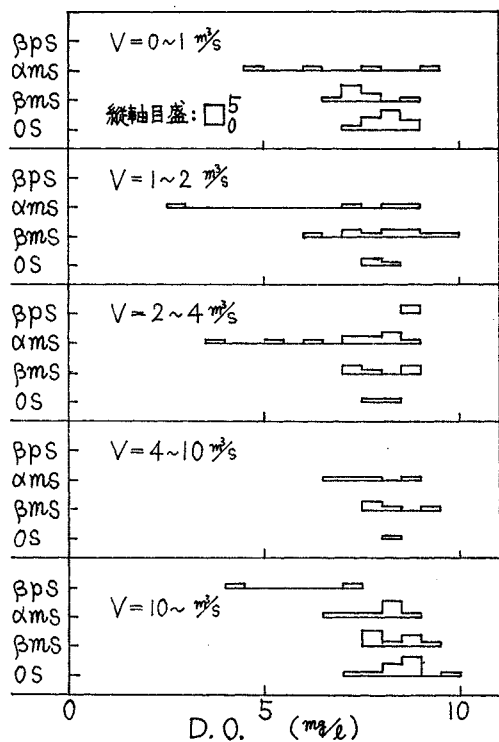 βpS
V = 0~1 m³/s
αmS
βmS
縦軸目盛: 5
0
OS
βpS
V = 1~2 m³/s
αmS
βmS
OS
βpS
V = 2~4 m³/s
αmS
βmS
OS
βpS
V = 4~10 m³/s
αmS
βmS
OS
βpS
αmS
V = 10~ m³/s
βmS
OS
0 5 10
D.O. (mg/ℓ)